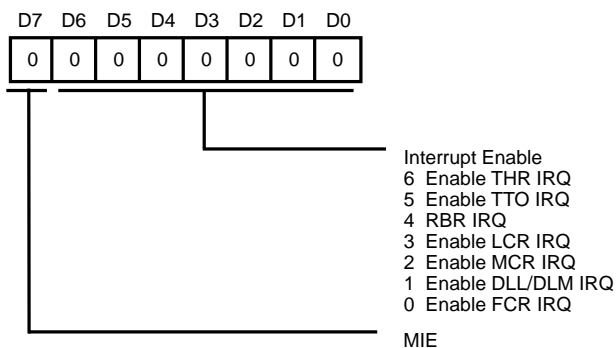 D7 D6 D5 D4 D3 D2 D1 D0
0 0 0 0 0 0 0 0
Interrupt Enable
6 Enable THR IRQ
5 Enable TTO IRQ
4 RBR IRQ
3 Enable LCR IRQ
2 Enable MCR IRQ
1 Enable DLL/DLM IRQ
0 Enable FCR IRQ
MIE